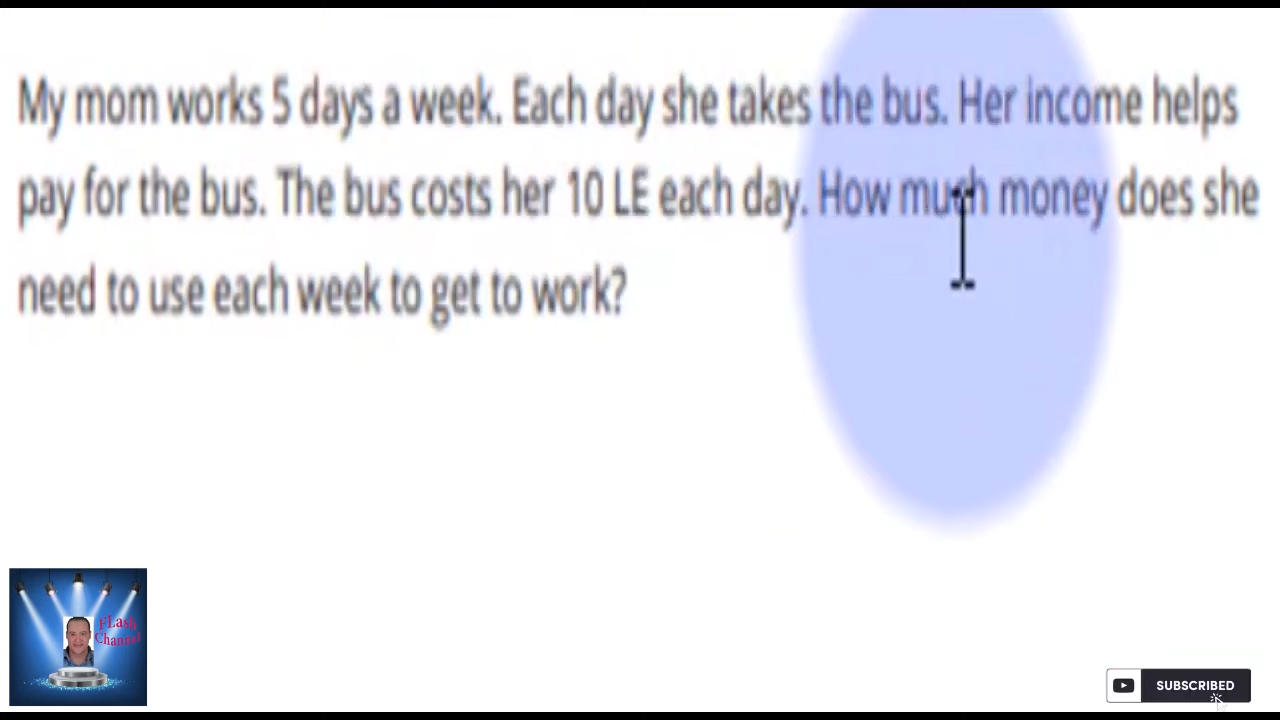 My mom works 5 days a week. Each day she takes the bus. Her income helps
pay for the bus. The bus costs her 10 LE each day. How much money does she
need to use each week to get to work?
FLash
Channel
SUBSCRIBED